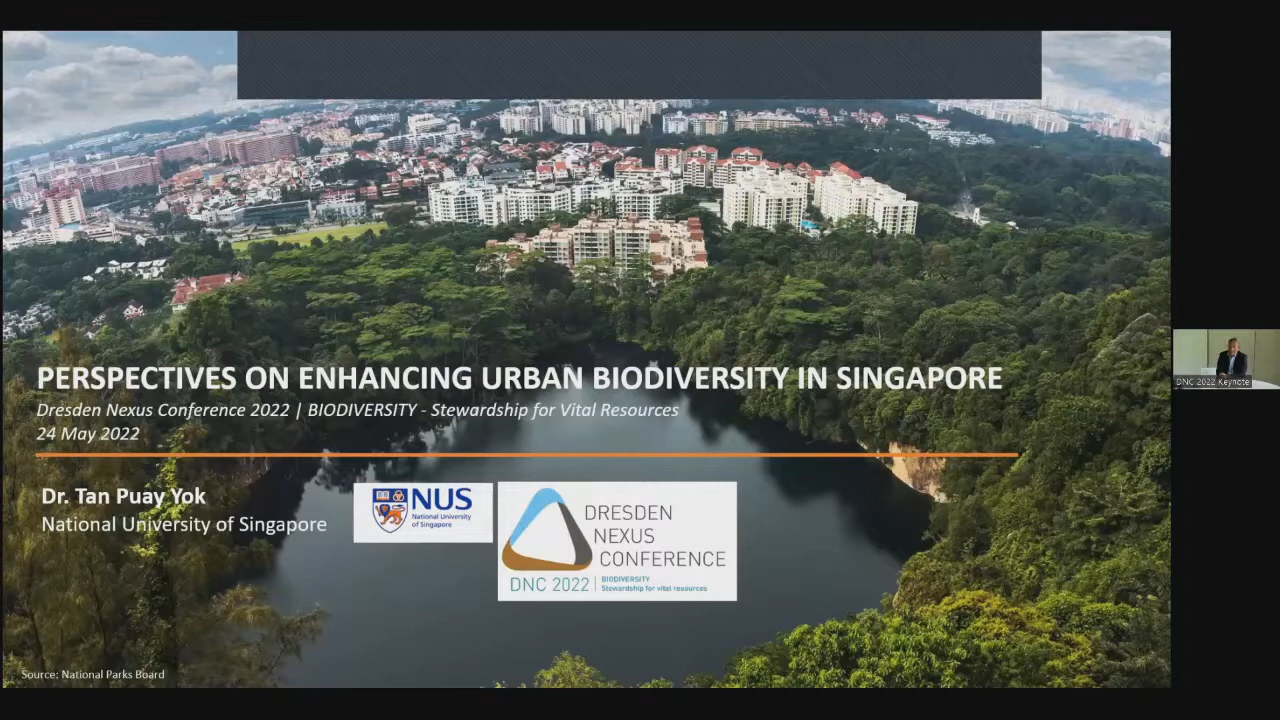 PERSPECTIVES ON ENHANCING URBAN BIODIVERSITY IN SINGAPORE
Dresden Nexus Conference 2022 | BIODIVERSITY - Stewardship for Vital Resources
24 May 2022
Dr. Tan Puay Yok
National University of Singapore
NUS
National University
of Singapore
DRESDEN
NEXUS
CONFERENCE
DNC 2022
BIODIVERSITY
Stewardship for vital resources
Source: National Parks Board
DNC 2022 Keynote